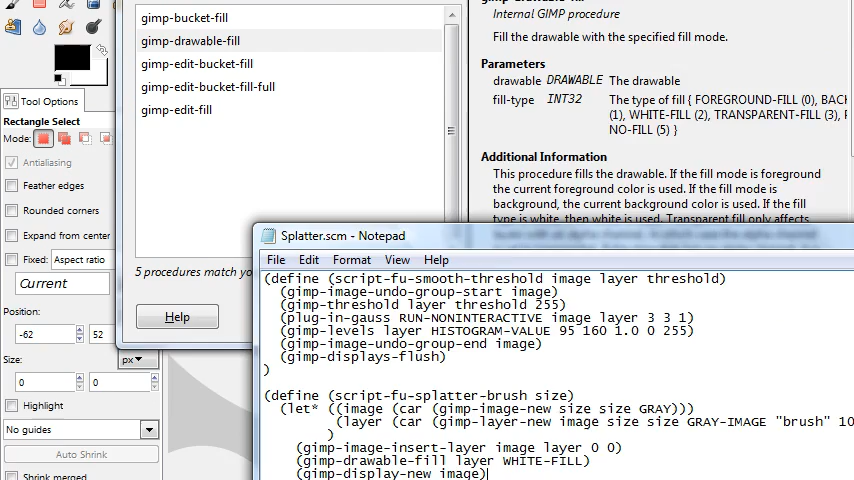 gimp-bucket-fill
gimp-drawable-fill
gimp-edit-bucket-fill
gimp-edit-bucket-fill-full
gimp-edit-fill
5 procedures match yo
Help
Internal GIMP procedure
Fill the drawable with the specified fill mode.
Parameters
drawable DRAWABLE The drawable
fill-type INT32 The type of fill { FOREGROUND-FILL (0), BACK
(1), WHITE-FILL (2), TRANSPARENT-FILL (3), P
NO-FILL (5) }
Additional Information
This procedure fills the drawable. If the fill mode is foreground
the current foreground color is used. If the fill mode is
background, the current background color is used. If the fill
type is white, then white is used. Transparent fill only affects
Tool Options
Rectangle Select
Mode:
Antialiasing
Feather edges
Rounded corners
Expand from center
Fixed: Aspect ratio
Current
Position:
-62 52
Size: px
0 0
Highlight
No guides
Auto Shrink
Shrink merged
Splatter.scm - Notepad
File Edit Format View Help
(define (script-fu-smooth-threshold image layer threshold)
(gimp-image-undo-group-start image)
(gimp-threshold layer threshold 255)
(plug-in-gauss RUN-NONINTERACTIVE image layer 3 3 1)
(gimp-levels layer HISTOGRAM-VALUE 95 160 1.0 0 255)
(gimp-image-undo-group-end image)
(gimp-displays-flush)
)
(define (script-fu-splatter-brush size)
(let* ((image (car (gimp-image-new size size GRAY)))
(layer (car (gimp-layer-new image size size GRAY-IMAGE "brush" 10
)
(gimp-image-insert-layer image layer 0 0)
(gimp-drawable-fill layer WHITE-FILL)
(gimp-display-new image)